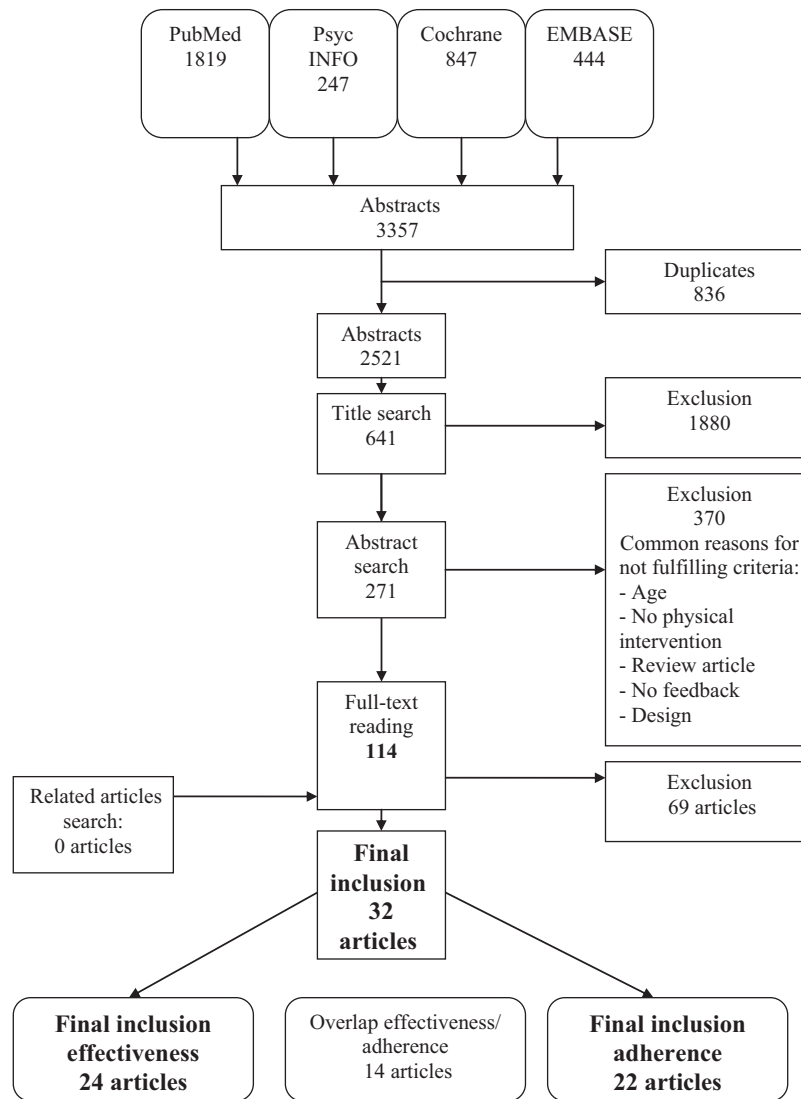 PubMed
1819
Psyc
INFO
247
Cochrane
847
EMBASE
444
Abstracts
3357
Duplicates
836
Abstracts
2521
Title search
641
Exclusion
1880
Abstract
search
271
Exclusion
370
Common reasons for
not fulfilling criteria:
- Age
- No physical
intervention
- Review article
- No feedback
- Design
Full-text
reading
114
Related articles
search:
0 articles
Exclusion
69 articles
Final
inclusion
32
articles
Final inclusion
effectiveness
24 articles
Overlap effectiveness/
adherence
14 articles
Final inclusion
adherence
22 articles